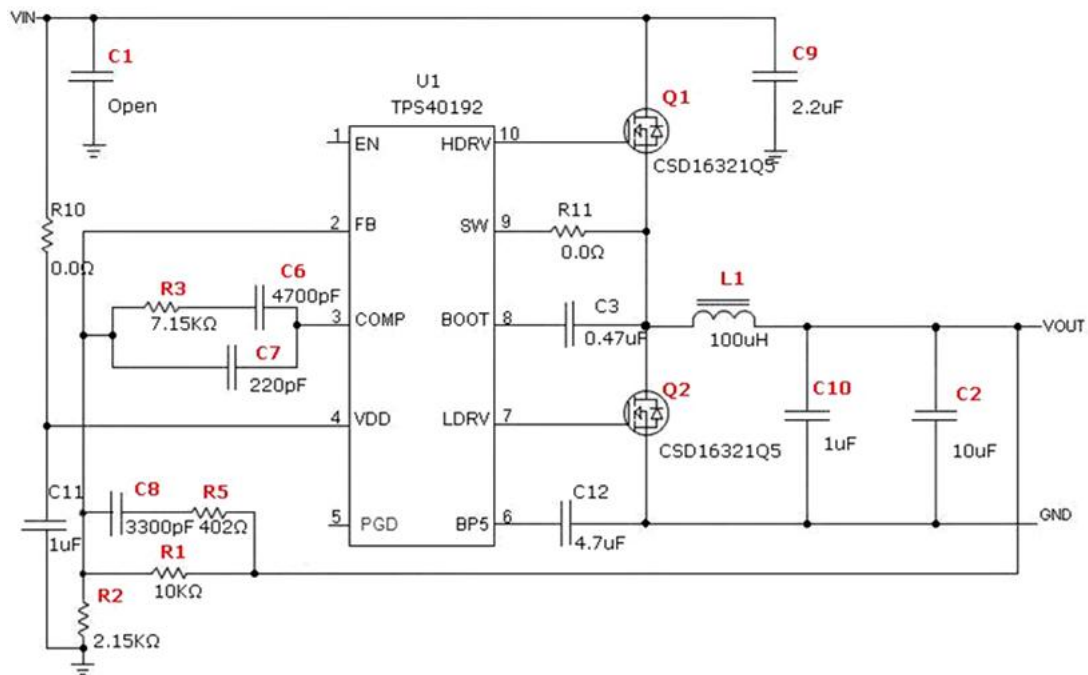 VIN
C1
Open
U1
TPS40192
C9
2.2uF
Q1
CSD16321Q5
1
EN
HDRV
10
R10
0.0Ω
2
FB
SW
9
R11
0.0Ω
C6
4700pF
R3
7.15KΩ
3
COMP
BOOT
8
C3
0.47uF
L1
100uH
VOUT
C7
220pF
Q2
CSD16321Q5
C10
1uF
C2
10uF
4
VDD
LDRV
7
C11
1uF
C8
3300pF
R5
402Ω
5
PGD
BP5
6
C12
4.7uF
GND
R1
10KΩ
R2
2.15KΩ